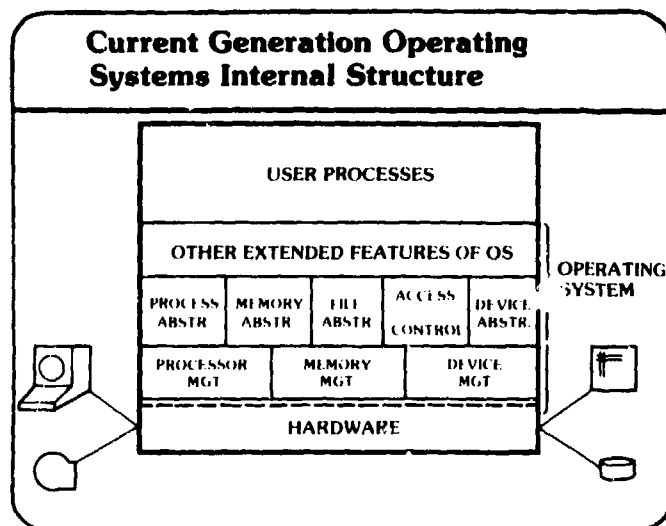 Current Generation Operating
Systems Internal Structure
USER PROCESSES
OTHER EXTENDED FEATURES OF OS
OPERATING
SYSTEM
PROCESS
ABSTR
MEMORY
ABSTR
FILE
ABSTR
ACCESS
CONTROL
DEVICE
ABSTR.
PROCESSOR
MGT
MEMORY
MGT
DEVICE
MGT
HARDWARE